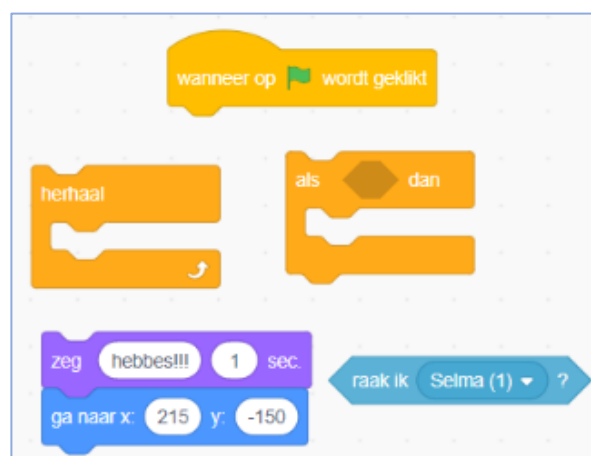 wanneer op wordt geklikt
herhaal
als dan
zeg hebbes!!! 1 sec.
raak ik Selma (1) ?
ga naar x: 215 y: -150